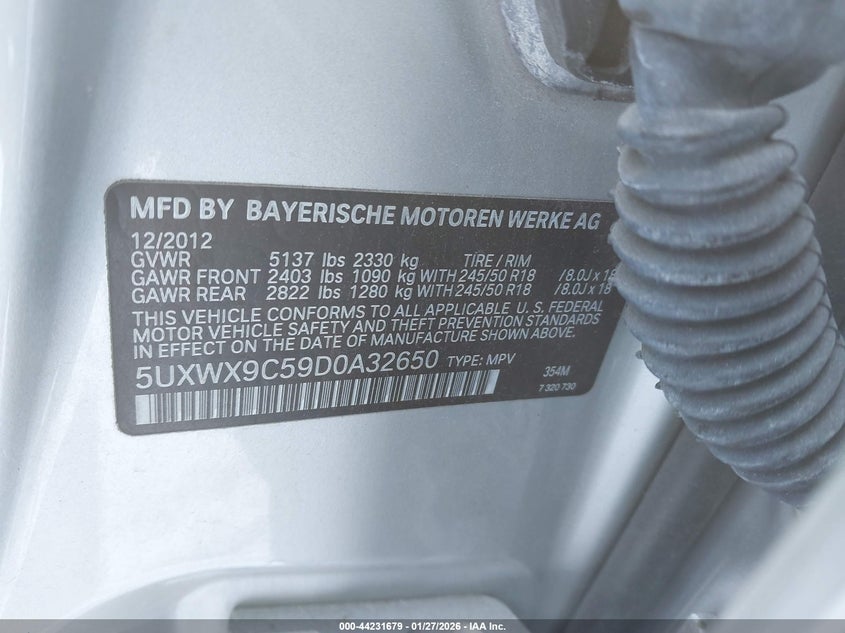 MFD BY BAYERISCHE MOTOREN WERKE AG
12/2012
GVWR 5137 lbs 2330 kg TIRE / RIM
GAWR FRONT 2403 lbs 1090 kg WITH 245/50 R18 /8.0J x 18
GAWR REAR 2822 lbs 1280 kg WITH 245/50 R18 /8.0J x 18
THIS VEHICLE CONFORMS TO ALL APPLICABLE U. S. FEDERAL
MOTOR VEHICLE SAFETY AND THEFT PREVENTION STANDARDS
IN EFFECT ON THE DATE OF MANUFACTURE SHOWN ABOVE.
5UXWX9C59D0A32650 TYPE: MPV
354M
7 320 730
000-44231679 — 01/27/2026 — IAA Inc.